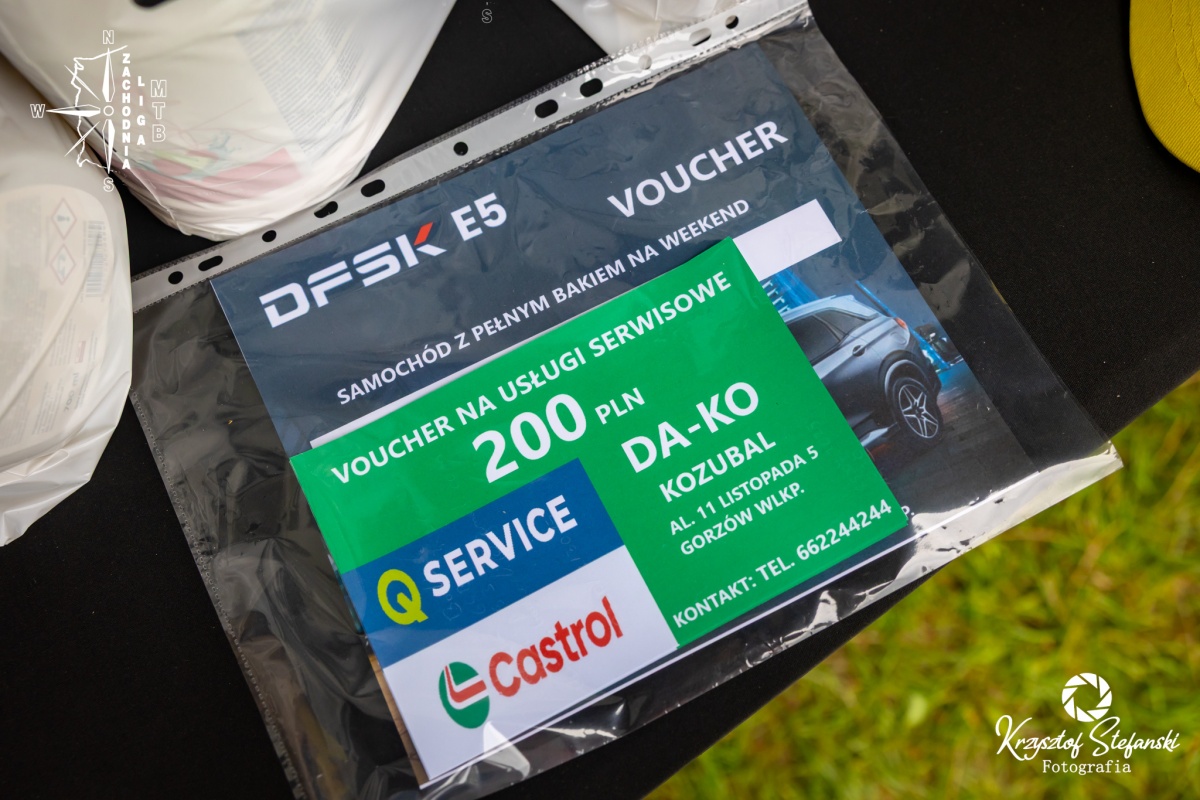 N
W
S
ZACHODNIA
LIGA
MTB
S
DFSK E5
VOUCHER
SAMOCHÓD Z PEŁNYM BAKIEM NA WEEKEND
VOUCHER NA USŁUGI SERWISOWE
200 PLN
DA-KO
KOZUBAL
AL. 11 LISTOPADA 5
GORZÓW WLKP.
KONTAKT: TEL. 662244244
Q SERVICE
Castrol
Krzysztof Stefanski
Fotografia